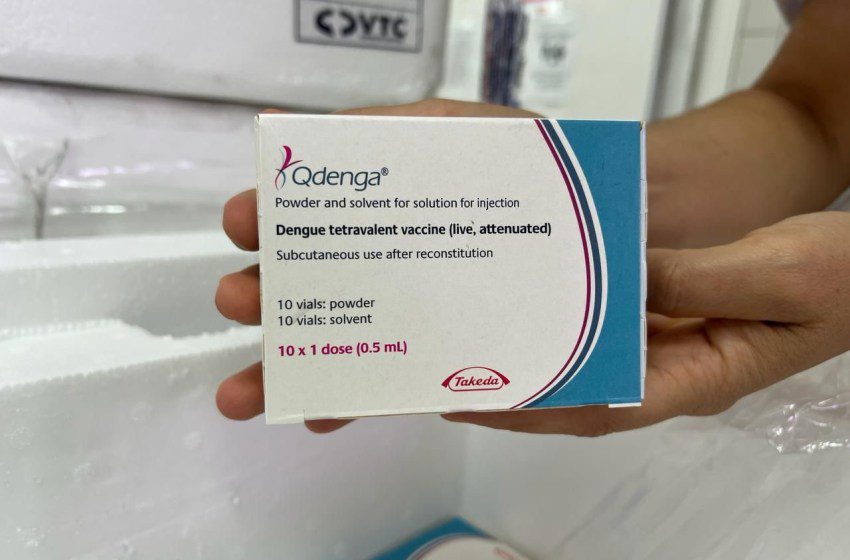 VTC
Qdenga®
Powder and solvent for solution for injection
Dengue tetravalent vaccine (live, attenuated)
Subcutaneous use after reconstitution
10 vials: powder
10 vials: solvent
10 x 1 dose (0.5 mL)
Takeda